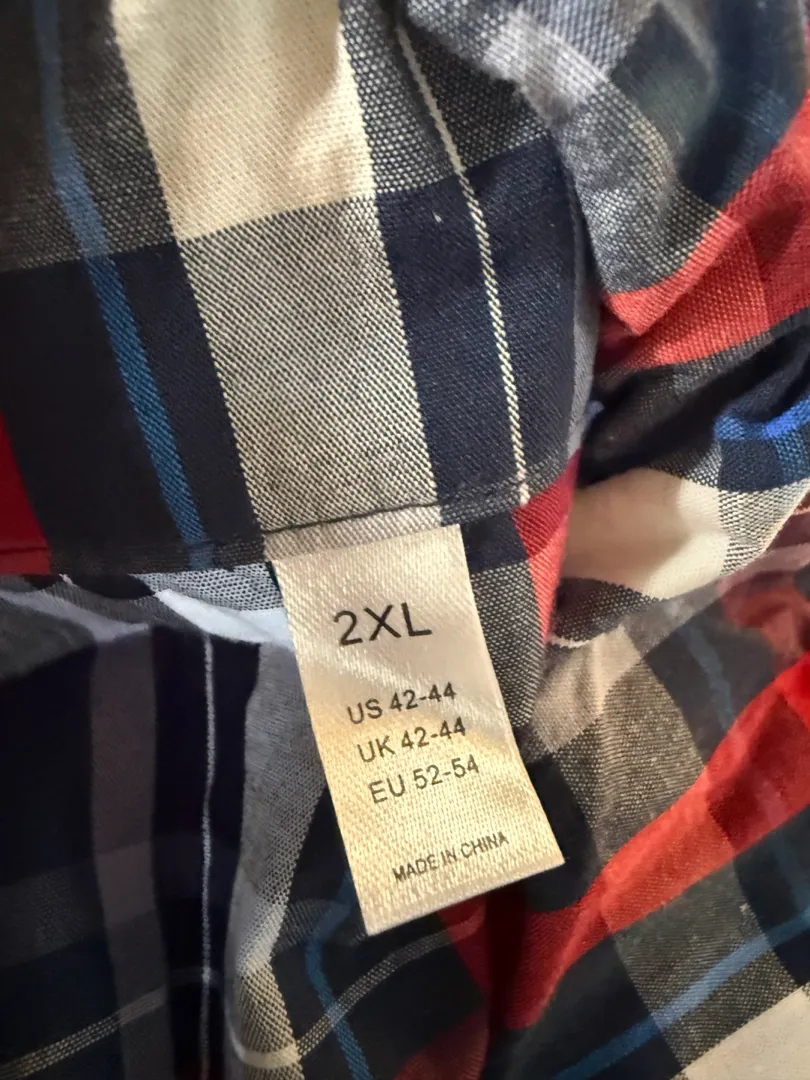 2XL
US 42-44
UK 42-44
EU 52-54
MADE IN CHINA